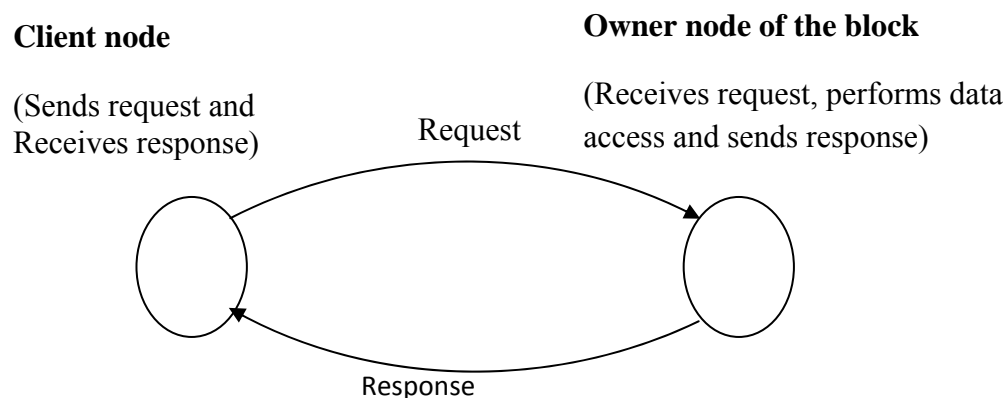 Client node
(Sends request and
Receives response)
Owner node of the block
(Receives request, performs data
access and sends response)
Request
Response